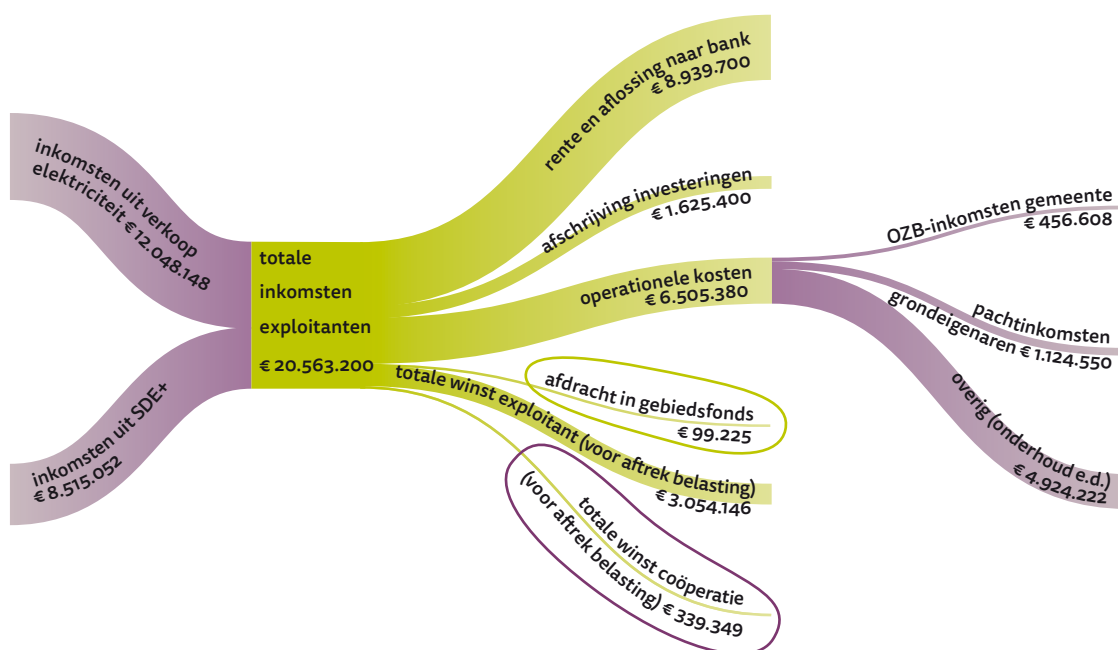 inkomsten uit verkoop
elektriciteit € 12.048.148
inkomsten uit SDE+
€ 8.515.052
totale
inkomsten
exploitanten
€ 20.563.200
rente en aflossing naar bank
€ 8.939.700
afschrijving investeringen
€ 1.625.400
operationele kosten
€ 6.505.380
afdracht in gebiedsfonds
€ 99.225
totale winst exploitant (voor aftrek belasting)
€ 3.054.146
totale winst coöperatie
(voor aftrek belasting) € 339.349
OZB-inkomsten gemeente
€ 456.608
pachtinkomsten
grondeigenaren € 1.124.550
overig (onderhoud e.d.)
€ 4.924.222